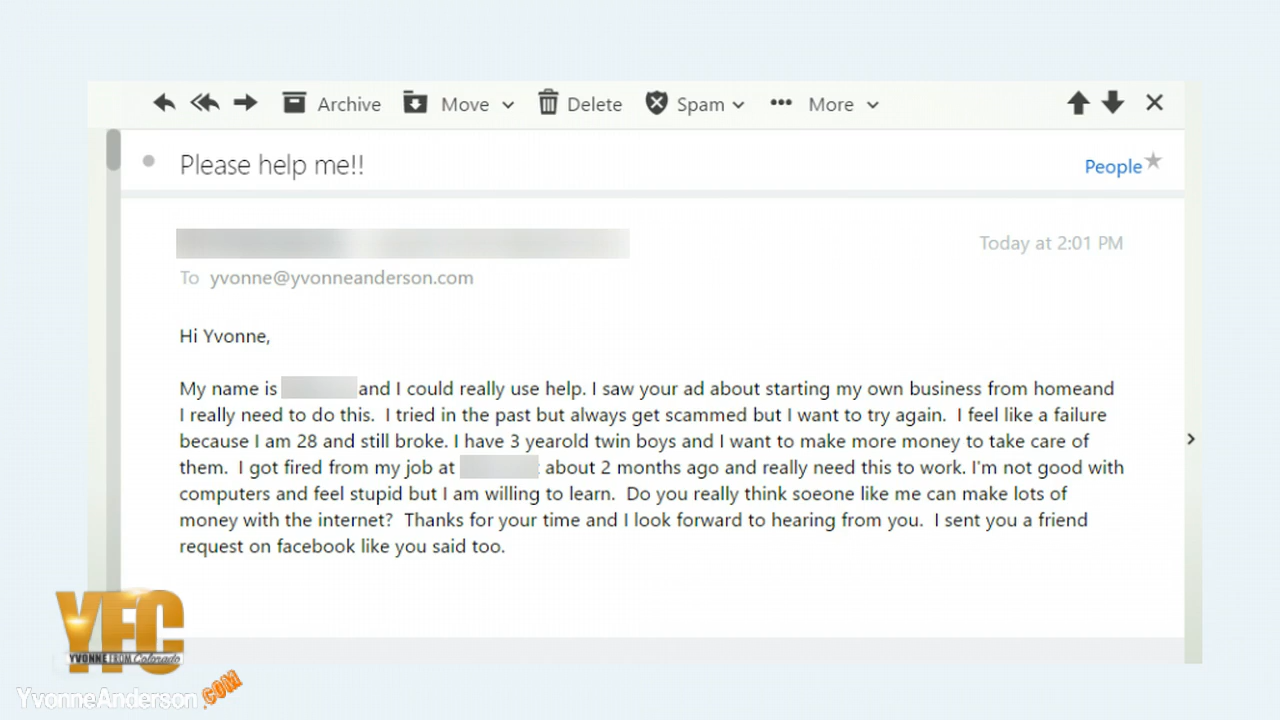 Archive Move Delete Spam More
Please help me!!
People
Today at 2:01 PM
To yvonne@yvonneanderson.com
Hi Yvonne,
My name is and I could really use help. I saw your ad about starting my own business from homeand
I really need to do this. I tried in the past but always get scammed but I want to try again. I feel like a failure
because I am 28 and still broke. I have 3 yearold twin boys and I want to make more money to take care of
them. I got fired from my job at about 2 months ago and really need this to work. I'm not good with
computers and feel stupid but I am willing to learn. Do you really think soeone like me can make lots of
money with the internet? Thanks for your time and I look forward to hearing from you. I sent you a friend
request on facebook like you said too.
YFC
YVONNE FROM Colorado
YvonneAnderson.COM